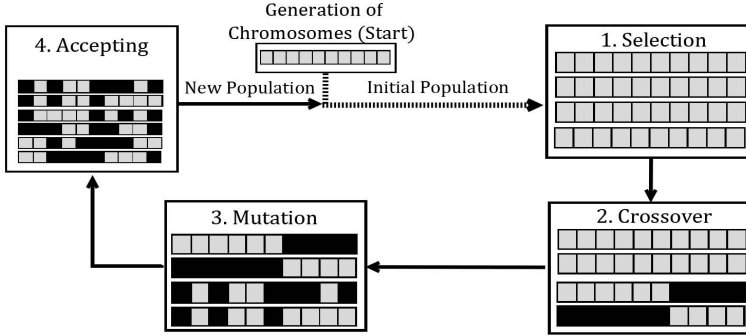 Generation of
Chromosomes (Start)
4. Accepting
1. Selection
New Population
Initial Population
3. Mutation
2. Crossover